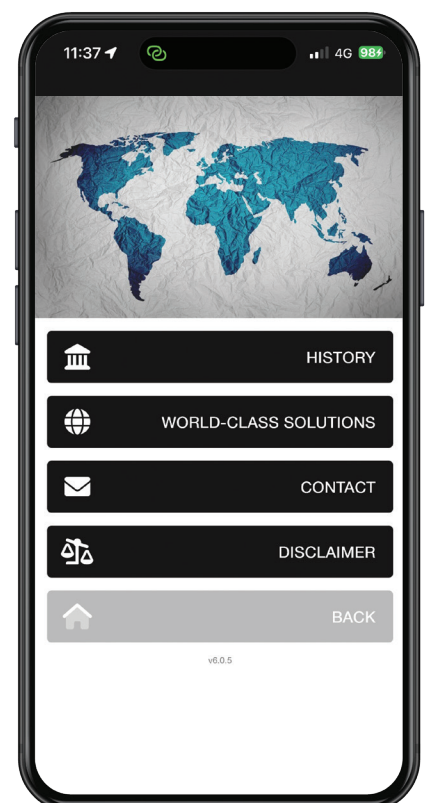 11:37
4G 98
HISTORY
WORLD-CLASS SOLUTIONS
CONTACT
DISCLAIMER
BACK
v6.0.5